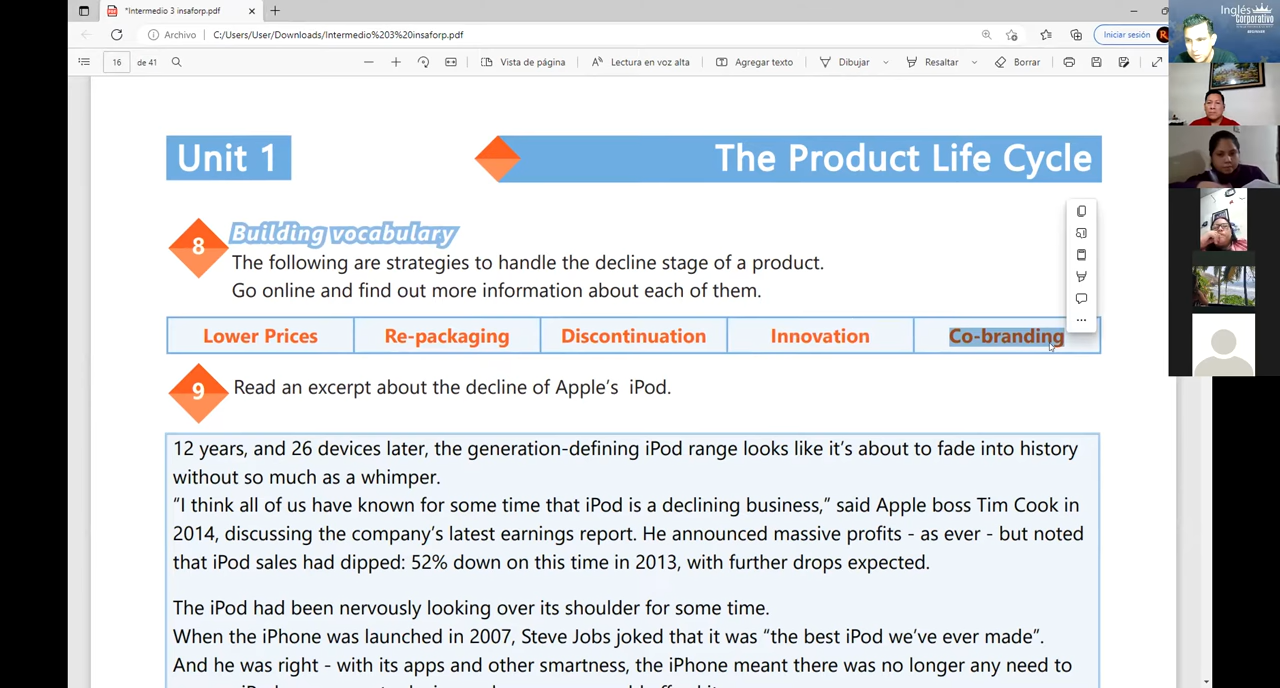 *Intermedio 3 insaforp.pdf
Archivo
C:/Users/User/Downloads/Intermedio%203%20insaforp.pdf
Iniciar sesión
R
16
de 41
Vista de página
Lectura en voz alta
Agregar texto
Dibujar
Resaltar
Borrar
Inglés
Corporativo
Unit 1
The Product Life Cycle
8
Building vocabulary
The following are strategies to handle the decline stage of a product.
Go online and find out more information about each of them.
Lower Prices
Re-packaging
Discontinuation
Innovation
Co-branding
9
Read an excerpt about the decline of Apple's iPod.
12 years, and 26 devices later, the generation-defining iPod range looks like it's about to fade into history
without so much as a whimper.
“I think all of us have known for some time that iPod is a declining business,” said Apple boss Tim Cook in
2014, discussing the company's latest earnings report. He announced massive profits - as ever - but noted
that iPod sales had dipped: 52% down on this time in 2013, with further drops expected.
The iPod had been nervously looking over its shoulder for some time.
When the iPhone was launched in 2007, Steve Jobs joked that it was “the best iPod we've ever made”.
And he was right - with its apps and other smartness, the iPhone meant there was no longer any need to